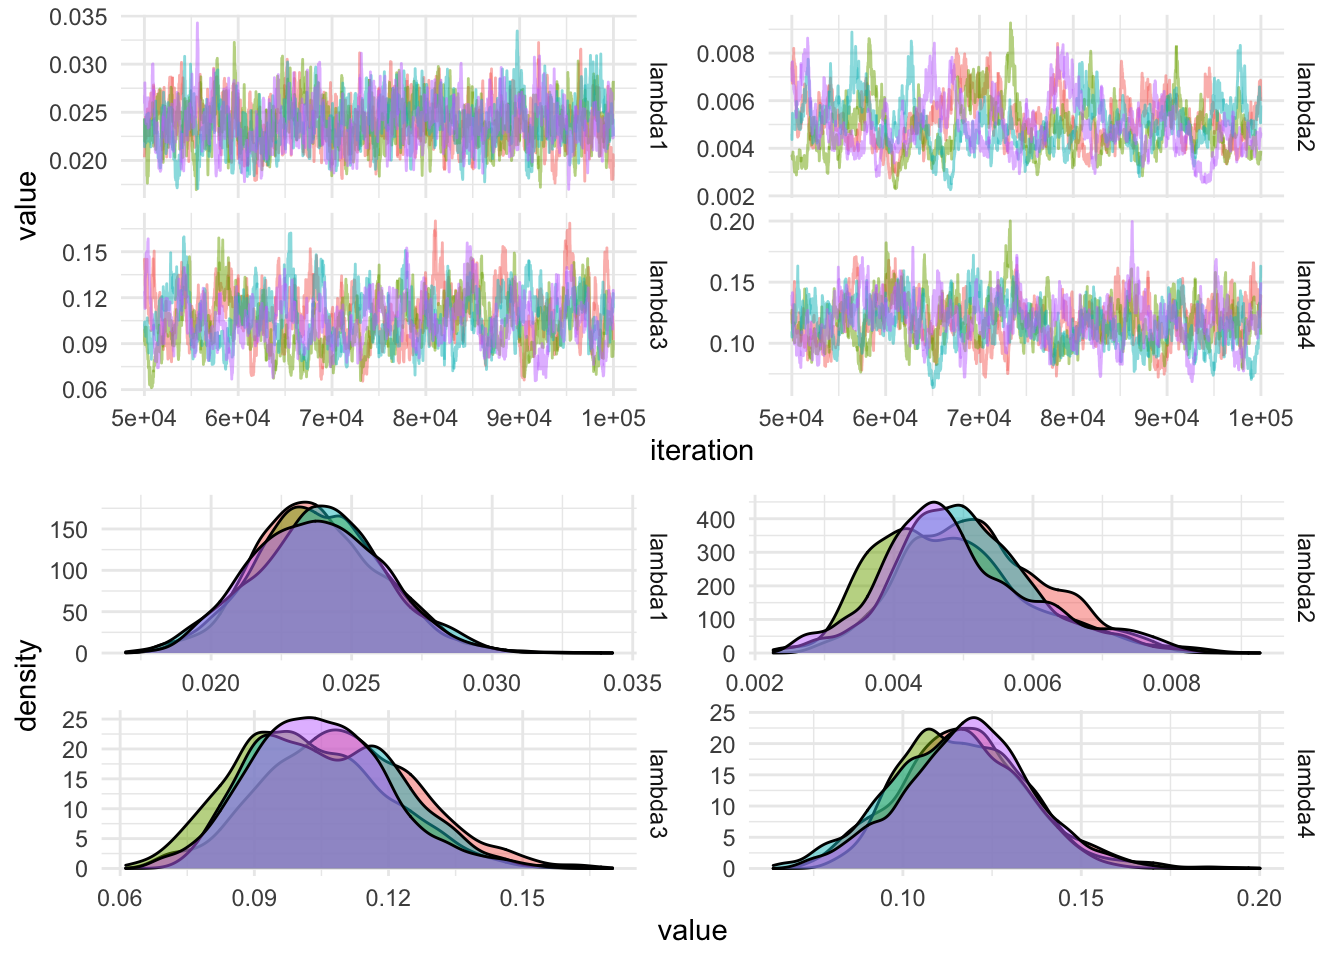 value
0.035
0.030
0.025
0.020
lambda1
0.008
0.006
0.004
0.002
lambda2
0.15
0.12
0.09
0.06
lambda3
0.20
0.15
0.10
lambda4
5e+04 6e+04 7e+04 8e+04 9e+04 1e+05
5e+04 6e+04 7e+04 8e+04 9e+04 1e+05
iteration
density
150
100
50
0
lambda1
0.020 0.025 0.030 0.035
400
300
200
100
0
lambda2
0.002 0.004 0.006 0.008
25
20
15
10
5
0
lambda3
0.06 0.09 0.12 0.15
25
20
15
10
5
0
lambda4
0.10 0.15 0.20
value